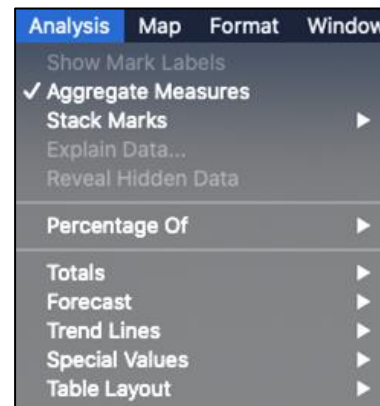 Analysis Map Format Window
Show Mark Labels
✓ Aggregate Measures
Stack Marks
Explain Data...
Reveal Hidden Data
Percentage Of
Totals
Forecast
Trend Lines
Special Values
Table Layout